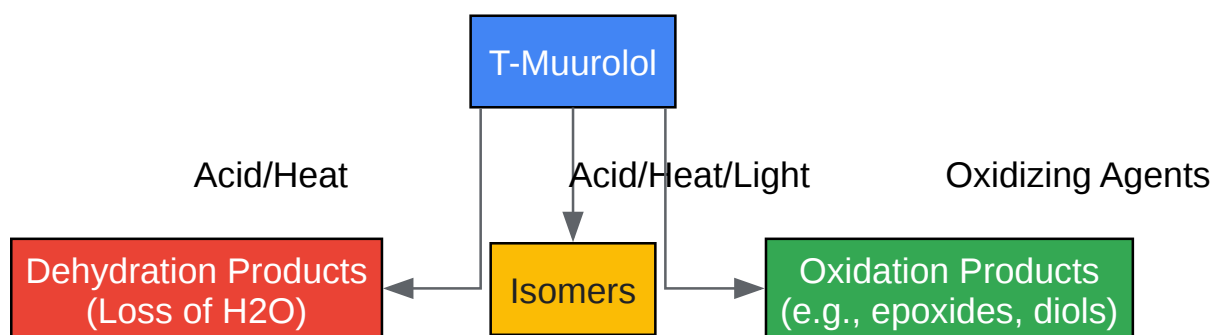 T-Muurolol
Acid/Heat
Acid/Heat/Light
Oxidizing Agents
Dehydration Products
(Loss of H2O)
Isomers
Oxidation Products
(e.g., epoxides, diols)